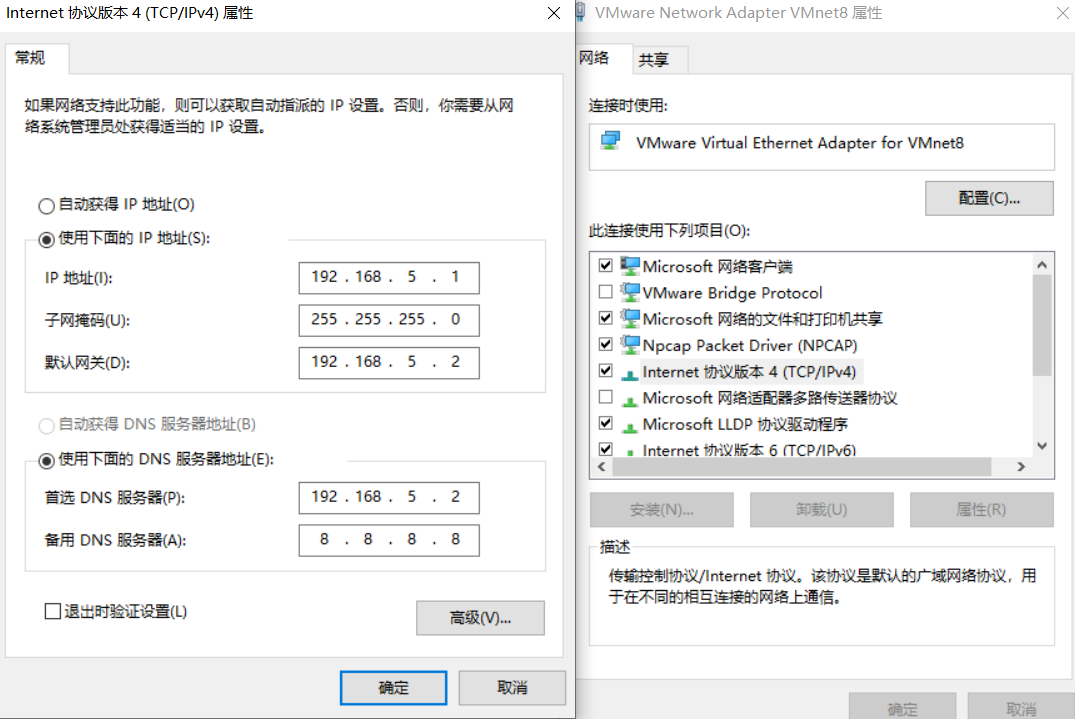 Internet 协议版本 4 (TCP/IPv4) 属性
常规
如果网络支持此功能，则可以获取自动指派的 IP 设置。否则，你需要从网
络系统管理员处获得适当的 IP 设置。
自动获得 IP 地址(O)
使用下面的 IP 地址(S):
IP 地址(I):
192 . 168 . 5 . 1
子网掩码(U):
255 . 255 . 255 . 0
默认网关(D):
192 . 168 . 5 . 2
自动获得 DNS 服务器地址(B)
使用下面的 DNS 服务器地址(E):
首选 DNS 服务器(P):
192 . 168 . 5 . 2
备用 DNS 服务器(A):
8 . 8 . 8 . 8
退出时验证设置(L)
高级(V)...
确定
取消
VMware Network Adapter VMnet8 属性
网络
共享
连接时使用:
VMware Virtual Ethernet Adapter for VMnet8
配置(C)...
此连接使用下列项目(O):
Microsoft 网络客户端
VMware Bridge Protocol
Microsoft 网络的文件和打印机共享
Npcap Packet Driver (NPCAP)
Internet 协议版本 4 (TCP/IPv4)
Microsoft 网络适配器多路传送器协议
Microsoft LLDP 协议驱动程序
Internet 协议版本 6 (TCP/IPv6)
安装(N)...
卸载(U)
属性(R)
描述
传输控制协议/Internet 协议。该协议是默认的广域网络协议，用
于在不同的相互连接的网络上通信。
确定
取消